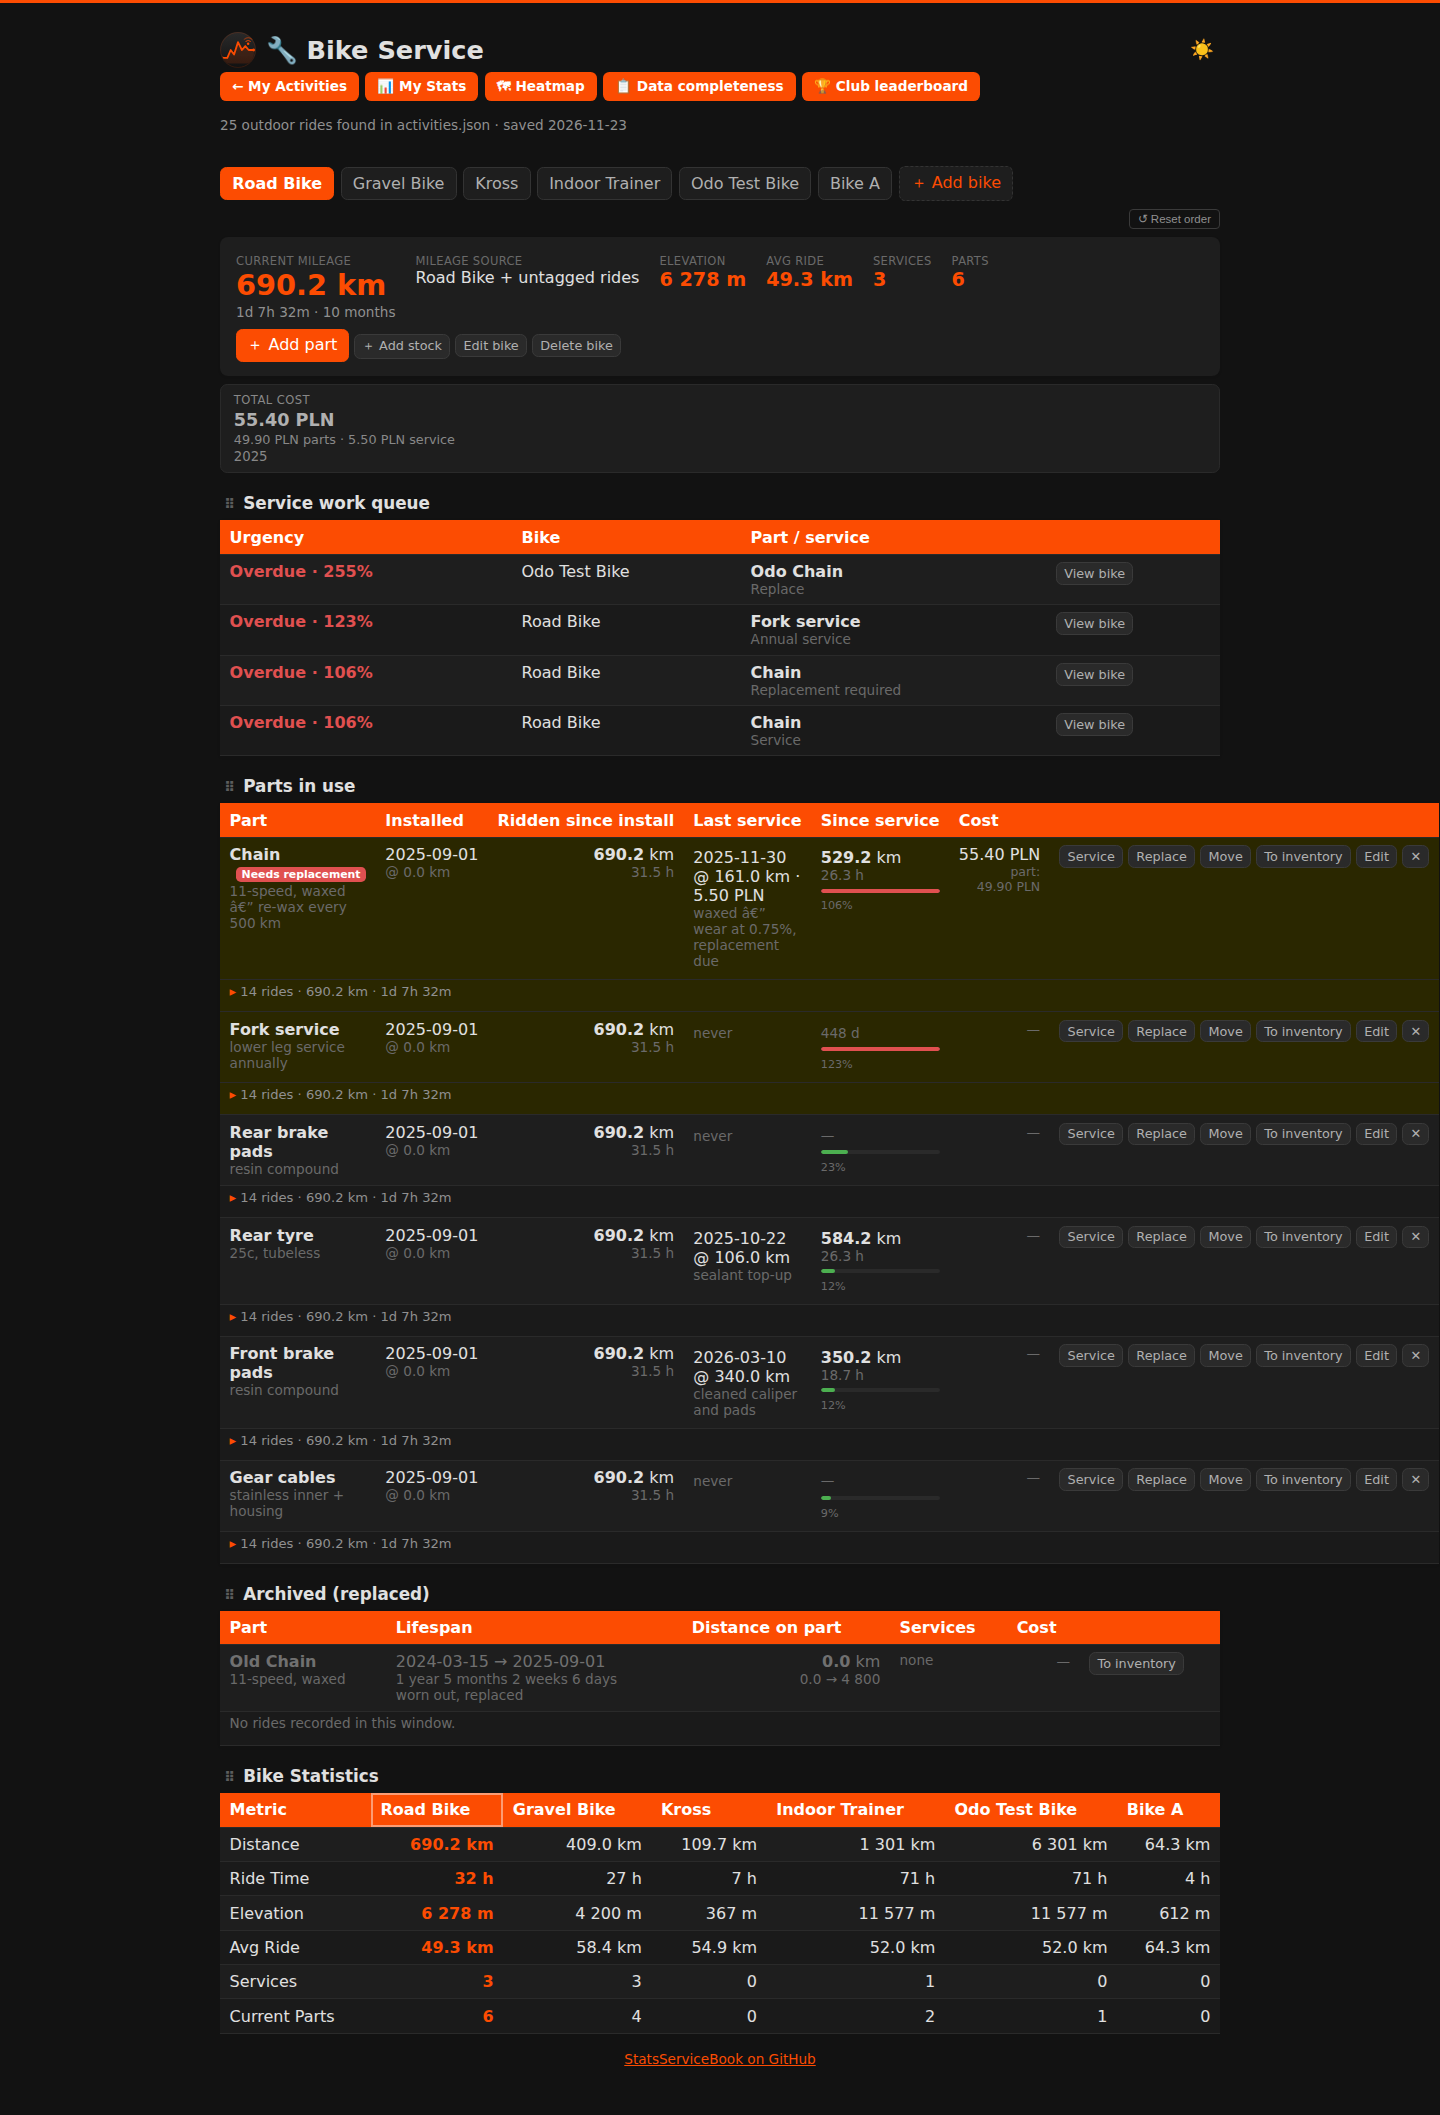 🔧 Bike Service ☀️
← My Activities 📊 My Stats 🗺 Heatmap 📋 Data completeness 🏆 Club leaderboard
25 outdoor rides found in activities.json · saved 2026-11-23
Road Bike Gravel Bike Kross Indoor Trainer Odo Test Bike Bike A + Add bike
↺ Reset order
CURRENT MILEAGE MILEAGE SOURCE ELEVATION AVG RIDE SERVICES PARTS
690.2 km Road Bike + untagged rides 6 278 m 49.3 km 3 6
1d 7h 32m · 10 months
+ Add part + Add stock Edit bike Delete bike
TOTAL COST
55.40 PLN
49.90 PLN parts · 5.50 PLN service
2025
Service work queue
Urgency Bike Part / service
Overdue · 255% Odo Test Bike Odo Chain View bike
Replace
Overdue · 123% Road Bike Fork service View bike
Annual service
Overdue · 106% Road Bike Chain View bike
Replacement required
Overdue · 106% Road Bike Chain View bike
Service
Parts in use
Part Installed Ridden since install Last service Since service Cost
Chain 2025-09-01 690.2 km 2025-11-30 529.2 km 55.40 PLN Service Replace Move To inventory Edit ✕
Needs replacement @ 0.0 km 31.5 h @ 161.0 km · 26.3 h part:
11-speed, waxed 5.50 PLN 49.90 PLN
â€” re-wax every waxed â€” 106%
500 km wear at 0.75%,
replacement
due
▸ 14 rides · 690.2 km · 1d 7h 32m
Fork service 2025-09-01 690.2 km never 448 d — Service Replace Move To inventory Edit ✕
lower leg service @ 0.0 km 31.5 h
annually 123%
▸ 14 rides · 690.2 km · 1d 7h 32m
Rear brake 2025-09-01 690.2 km never — — Service Replace Move To inventory Edit ✕
pads @ 0.0 km 31.5 h
resin compound 23%
▸ 14 rides · 690.2 km · 1d 7h 32m
Rear tyre 2025-09-01 690.2 km 2025-10-22 584.2 km — Service Replace Move To inventory Edit ✕
25c, tubeless @ 0.0 km 31.5 h @ 106.0 km 26.3 h
sealant top-up 12%
▸ 14 rides · 690.2 km · 1d 7h 32m
Front brake 2025-09-01 690.2 km 2026-03-10 350.2 km — Service Replace Move To inventory Edit ✕
pads @ 0.0 km 31.5 h @ 340.0 km 18.7 h
resin compound cleaned caliper 12%
and pads
▸ 14 rides · 690.2 km · 1d 7h 32m
Gear cables 2025-09-01 690.2 km never — — Service Replace Move To inventory Edit ✕
stainless inner + @ 0.0 km 31.5 h
housing 9%
▸ 14 rides · 690.2 km · 1d 7h 32m
Archived (replaced)
Part Lifespan Distance on part Services Cost
Old Chain 2024-03-15 → 2025-09-01 0.0 km none — To inventory
11-speed, waxed 1 year 5 months 2 weeks 6 days 0.0 → 4 800
worn out, replaced
No rides recorded in this window.
Bike Statistics
Metric Road Bike Gravel Bike Kross Indoor Trainer Odo Test Bike Bike A
Distance 690.2 km 409.0 km 109.7 km 1 301 km 6 301 km 64.3 km
Ride Time 32 h 27 h 7 h 71 h 71 h 4 h
Elevation 6 278 m 4 200 m 367 m 11 577 m 11 577 m 612 m
Avg Ride 49.3 km 58.4 km 54.9 km 52.0 km 52.0 km 64.3 km
Services 3 3 0 1 0 0
Current Parts 6 4 0 2 1 0
StatsServiceBook on GitHub